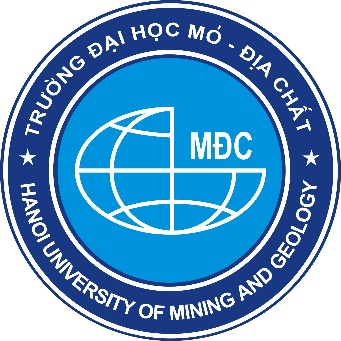 TRƯỜNG ĐẠI HỌC MỎ - ĐỊA CHẤT
MĐC
HANOI UNIVERSITY OF MINING AND GEOLOGY